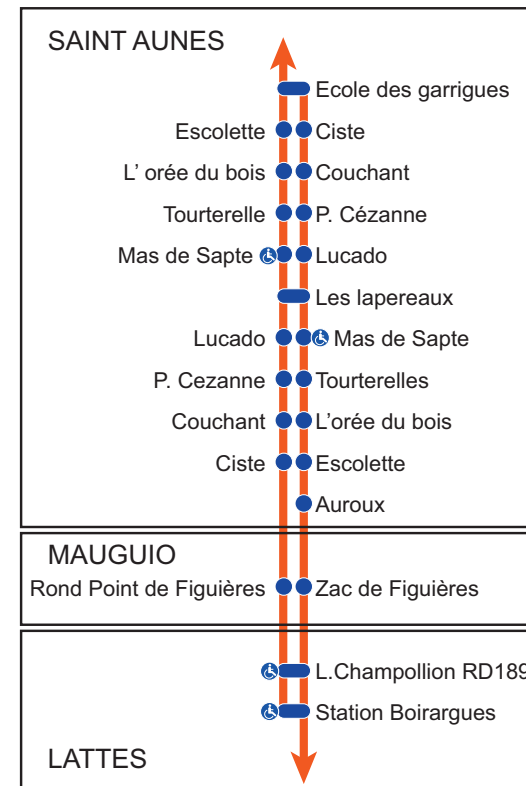 SAINT AUNES
Ecole des garrigues
Escolette Ciste
L' orée du bois Couchant
Tourterelle P. Cézanne
Mas de Sapte Lucado
Les lapereaux
Lucado Mas de Sapte
P. Cezanne Tourterelles
Couchant L'orée du bois
Ciste Escolette
Auroux
MAUGUIO
Rond Point de Figuières Zac de Figuières
L.Champollion RD189
Station Boirargues
LATTES